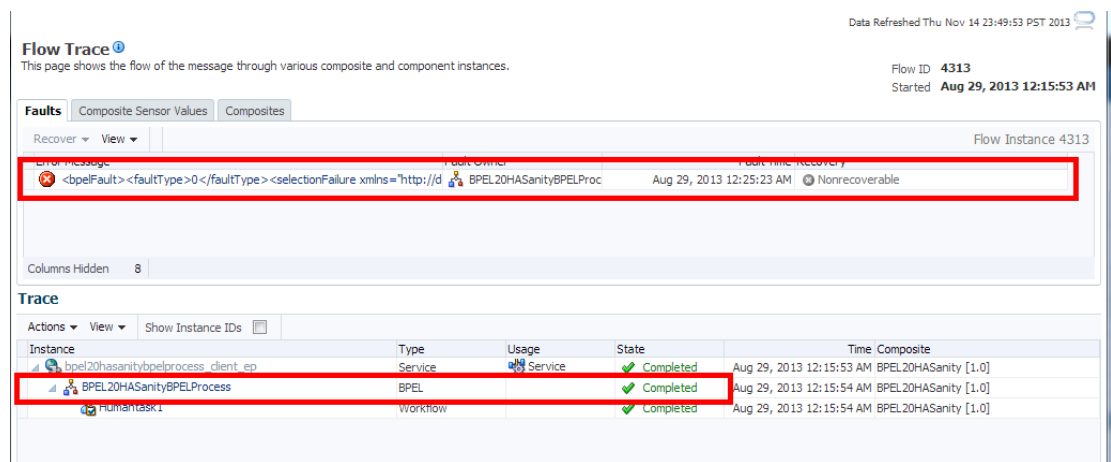 Data Refreshed Thu Nov 14 23:49:53 PST 2013
Flow Trace
This page shows the flow of the message through various composite and component instances.
Flow ID 4313
Started Aug 29, 2013 12:15:53 AM
Faults Composite Sensor Values Composites
Recover View Flow Instance 4313
Error Message Fault Owner Fault Time Recovery
<bpelFault><faultType>0</faultType><selectionFailure xmlns="http://d BPEL20HASanityBPELProc Aug 29, 2013 12:25:23 AM Nonrecoverable
Columns Hidden 8
Trace
Actions View Show Instance IDs
Instance Type Usage State Time Composite
bpel20hasanitybpelprocess_client_ep Service Service Completed Aug 29, 2013 12:15:53 AM BPEL20HASanity [1.0]
BPEL20HASanityBPELProcess BPEL Completed Aug 29, 2013 12:15:54 AM BPEL20HASanity [1.0]
Humantask1 Workflow Completed Aug 29, 2013 12:15:54 AM BPEL20HASanity [1.0]